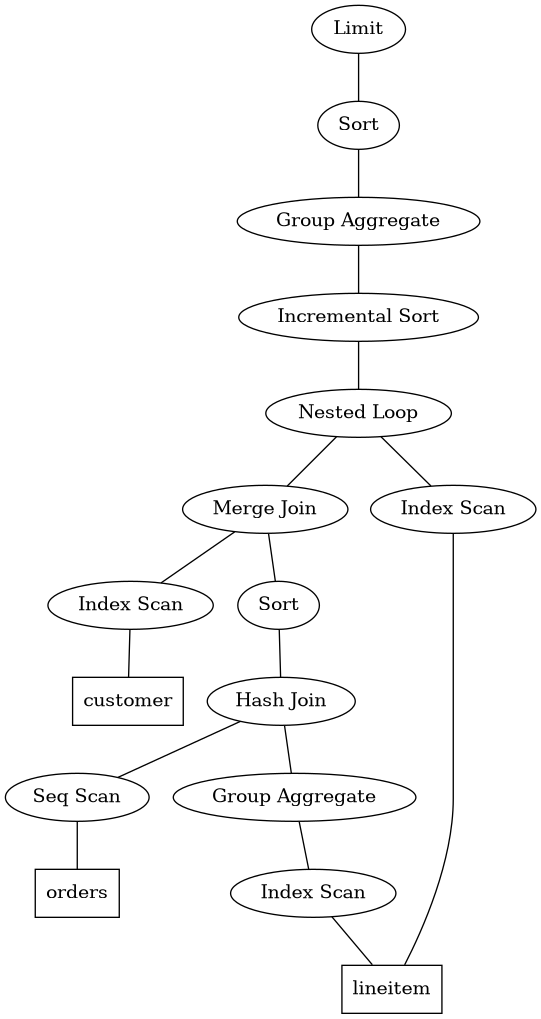 Limit
Sort
Group Aggregate
Incremental Sort
Nested Loop
Merge Join
Index Scan
Index Scan
Sort
customer
Hash Join
Seq Scan
Group Aggregate
orders
Index Scan
lineitem